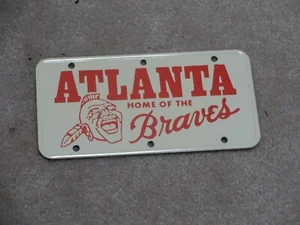 ATLANTA
HOME OF THE
Braves